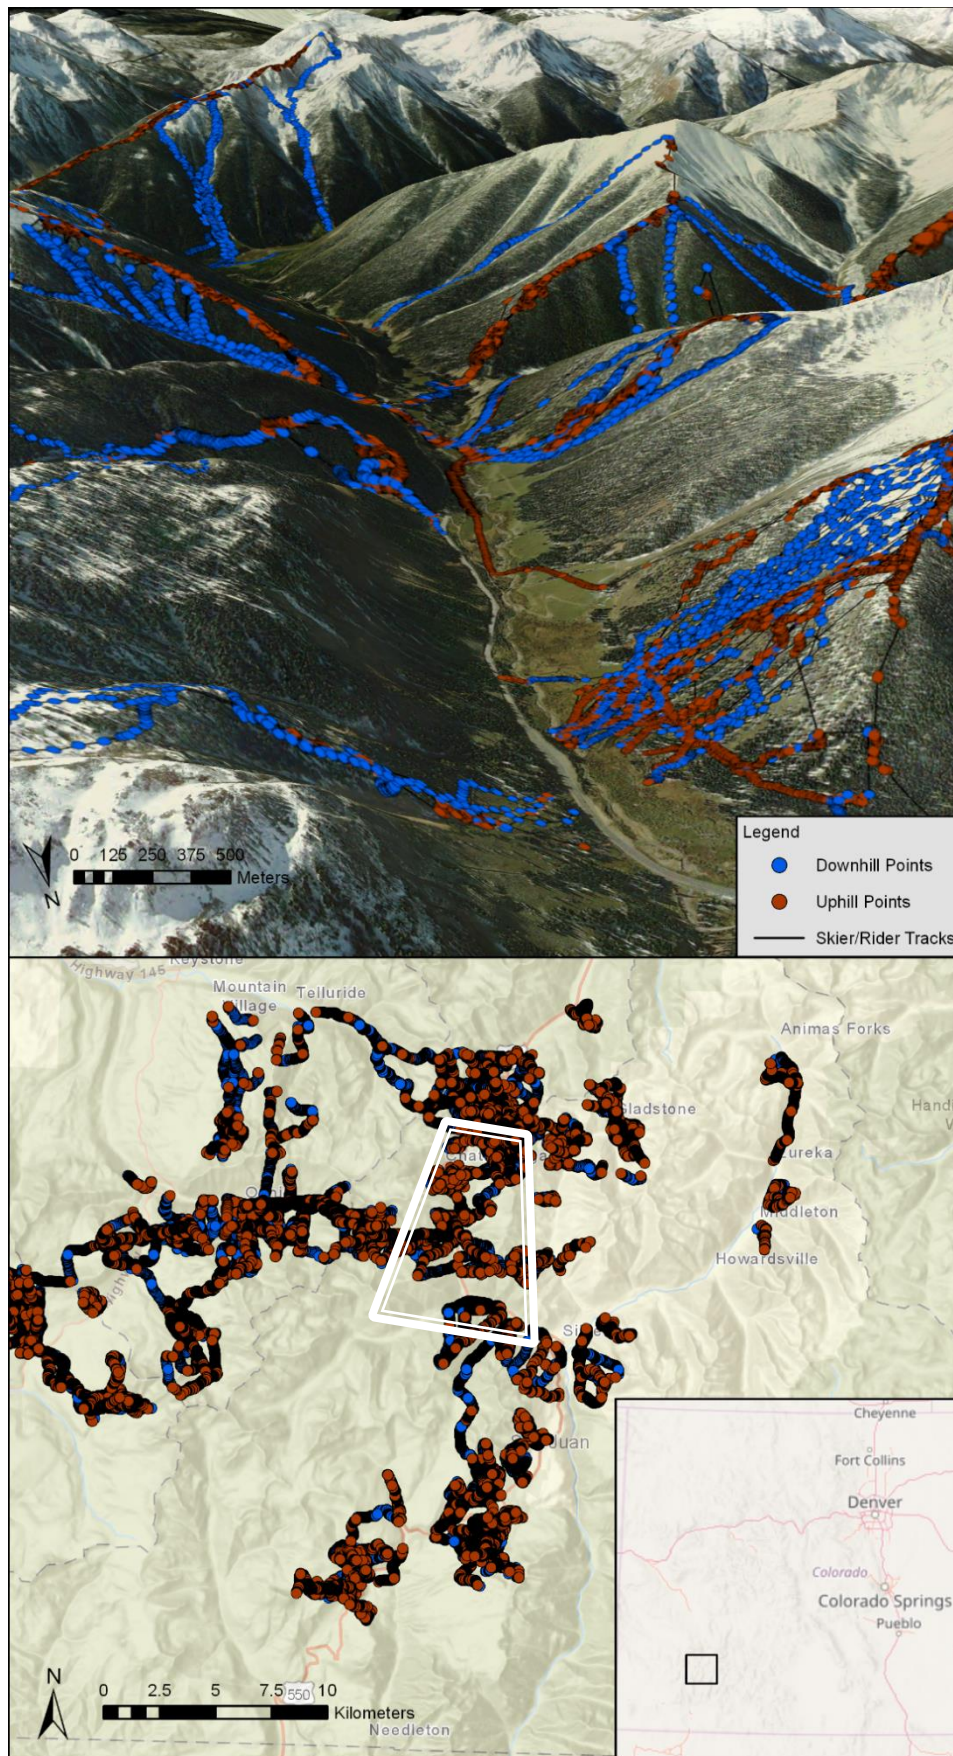 0 125 250 375 500
Meters
N
Legend
Downhill Points
Uphill Points
Skier/Rider Tracks
Highway 145
Keystone
Mountain
Village
Telluride
Animas Forks
Gladstone
Eureka
Middleton
Howardsville
Juan
N
0 2.5 5 7.5 10
Kilometers
550
Needleton
Cheyenne
Fort Collins
Denver
Colorado
Colorado Springs
Pueblo